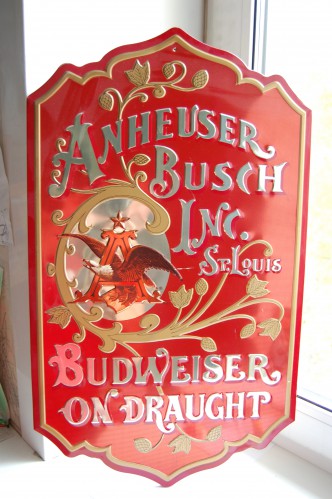 ANHEUSER
BUSCH
INC.
ST. LOUIS
A
BUDWEISER
ON DRAUGHT